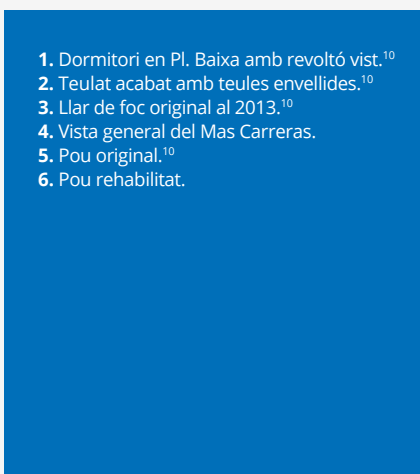 1. Dormitori en Pl. Baixa amb revoltó vist.¹⁰
2. Teulat acabat amb teules envellides.¹⁰
3. Llar de foc original al 2013.¹⁰
4. Vista general del Mas Carreras.
5. Pou original.¹⁰
6. Pou rehabilitat.